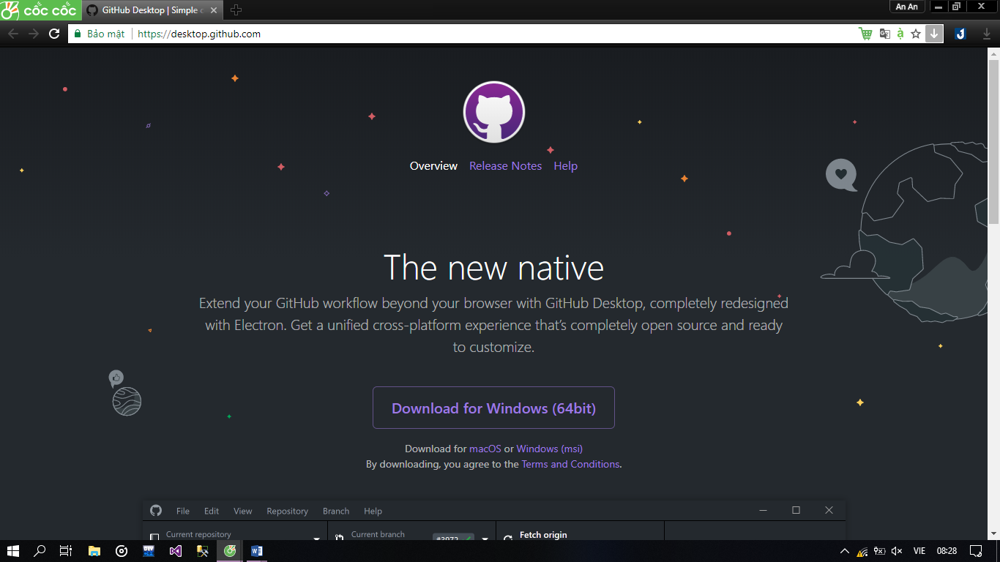 cốc cốc
GitHub Desktop | Simple c
An An
Bảo mật
https://desktop.github.com
Overview Release Notes Help
The new native
Extend your GitHub workflow beyond your browser with GitHub Desktop, completely redesigned
with Electron. Get a unified cross-platform experience that's completely open source and ready
to customize.
Download for Windows (64bit)
Download for macOS or Windows (msi)
By downloading, you agree to the Terms and Conditions.
File Edit View Repository Branch Help
Current repository
Current branch
#3972
Fetch origin
VIE
08:28